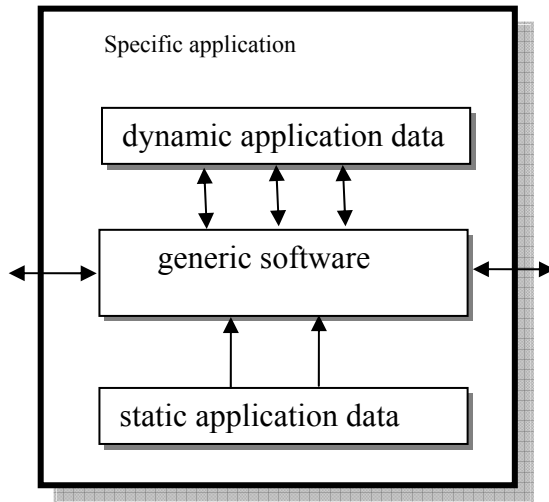 Specific application
dynamic application data
generic software
static application data